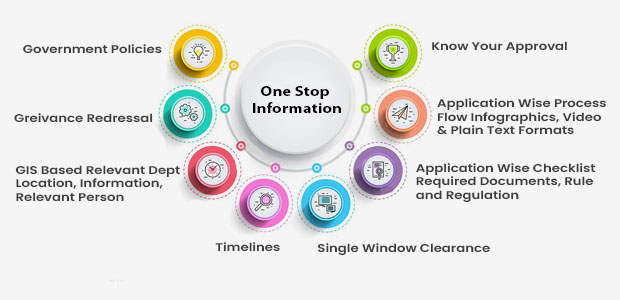 One Stop
Information
Government Policies
Greivance Redressal
GIS Based Relevant Dept
Location, Information,
Relevant Person
Timelines
Single Window Clearance
Application Wise Checklist
Required Documents, Rule
and Regulation
Application Wise Process
Flow Infographics, Video
& Plain Text Formats
Know Your Approval